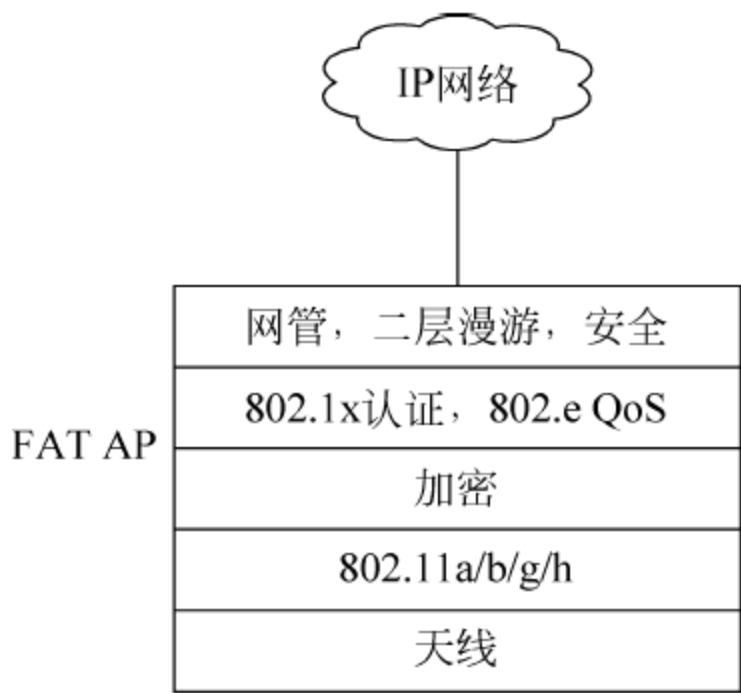 IP网络
网管，二层漫游，安全
802.1x认证，802.e QoS
FAT AP
加密
802.11a/b/g/h
天线